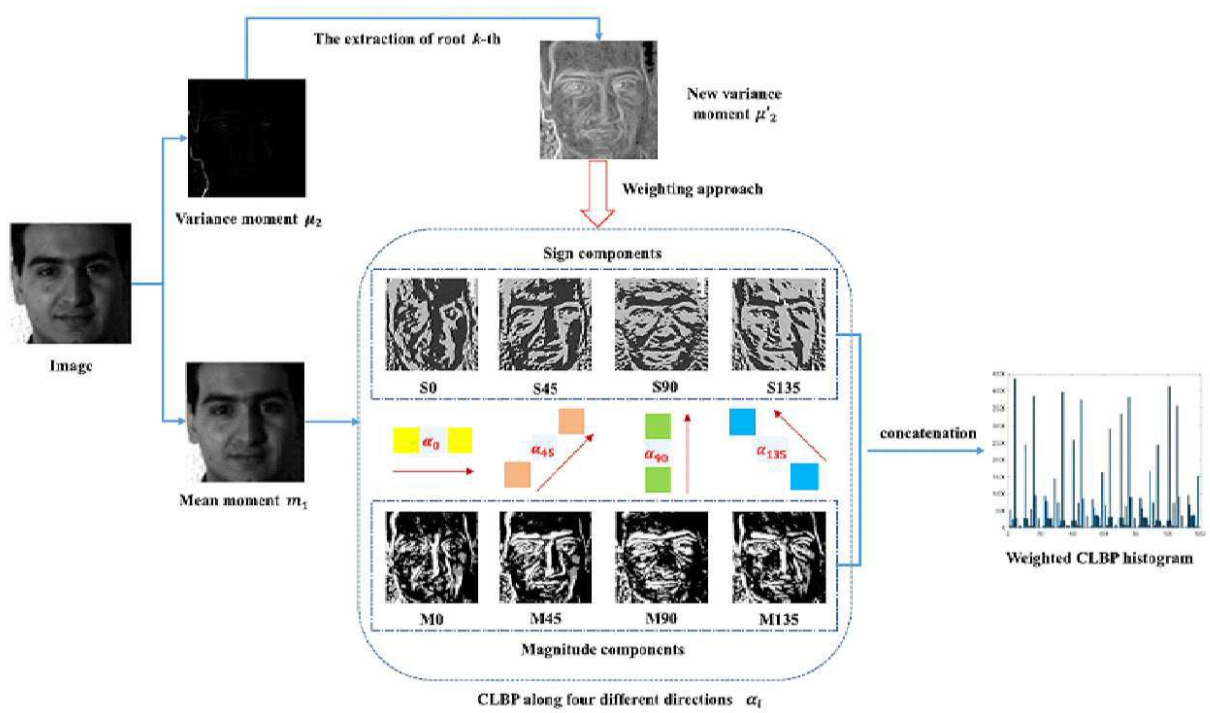 The extraction of root k-th
New variance
moment μ'₂
Weighting approach
Variance moment μ₂
Sign components
Image
S0 S45 S90 S135
α₀ α₄₅ α₉₀ α₁₃₅
concatenation
Mean moment m₁
Weighted CLBP histogram
M0 M45 M90 M135
Magnitude components
CLBP along four different directions αᵢ